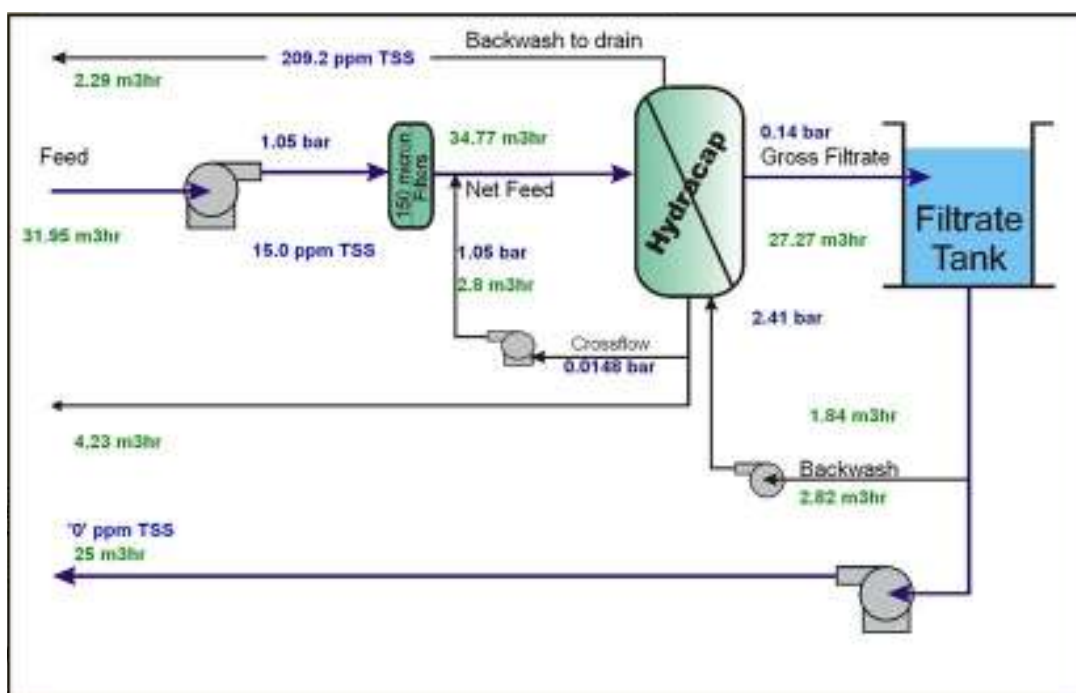 Backwash to drain
209.2 ppm TSS
2.29 m3hr
Feed
1.05 bar
34.77 m3hr
0.14 bar
Gross Filtrate
150 micron
Filters
Net Feed
Hydracap
Filtrate
Tank
31.95 m3hr
15.0 ppm TSS
1.05 bar
2.8 m3hr
27.27 m3hr
2.41 bar
Crossflow
0.0148 bar
1.84 m3hr
4.23 m3hr
Backwash
2.82 m3hr
'0' ppm TSS
25 m3hr